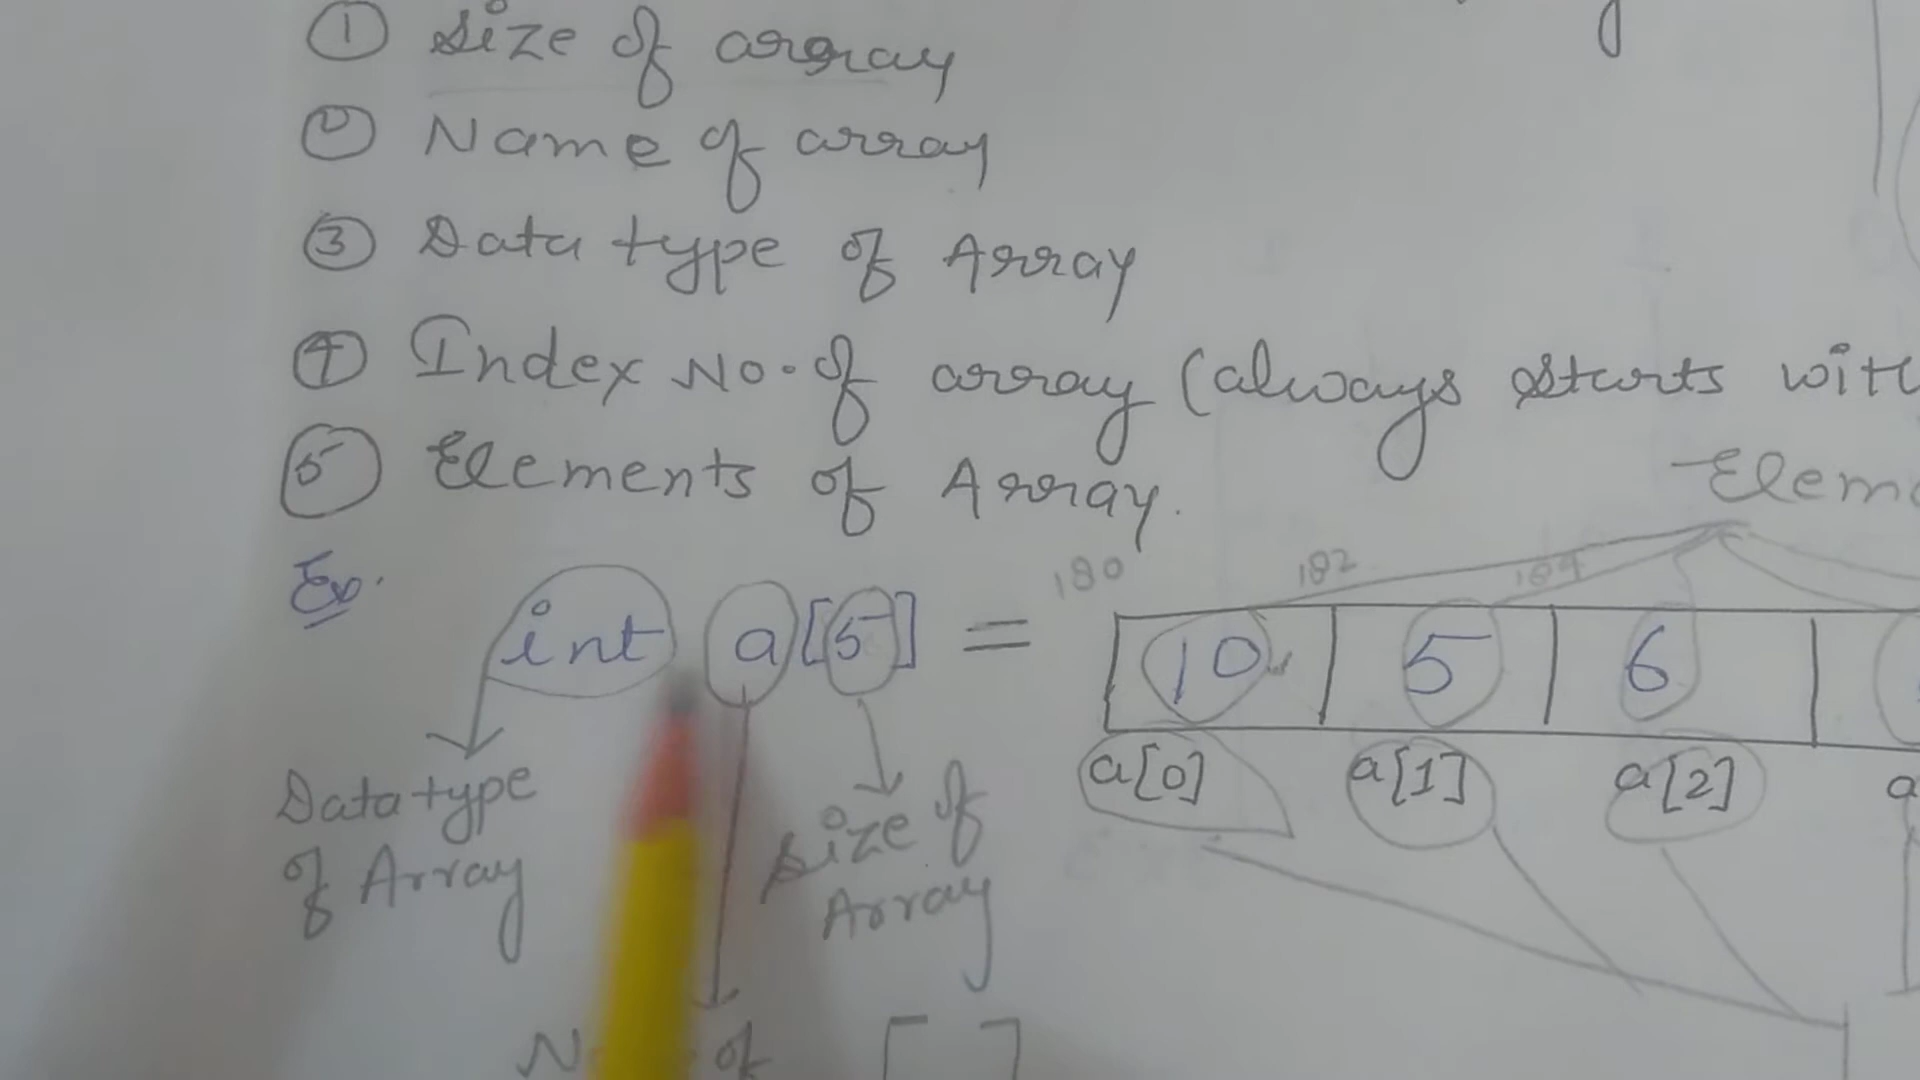 ① Size of array
② Name of array
③ Data type of Array
④ Index No. of array (always starts with
⑤ Elements of Array.
Elem
Ex.
180 182 184
int a[5] = 10 5 6
a[0] a[1] a[2] a
Data type of Array
Size of Array
of